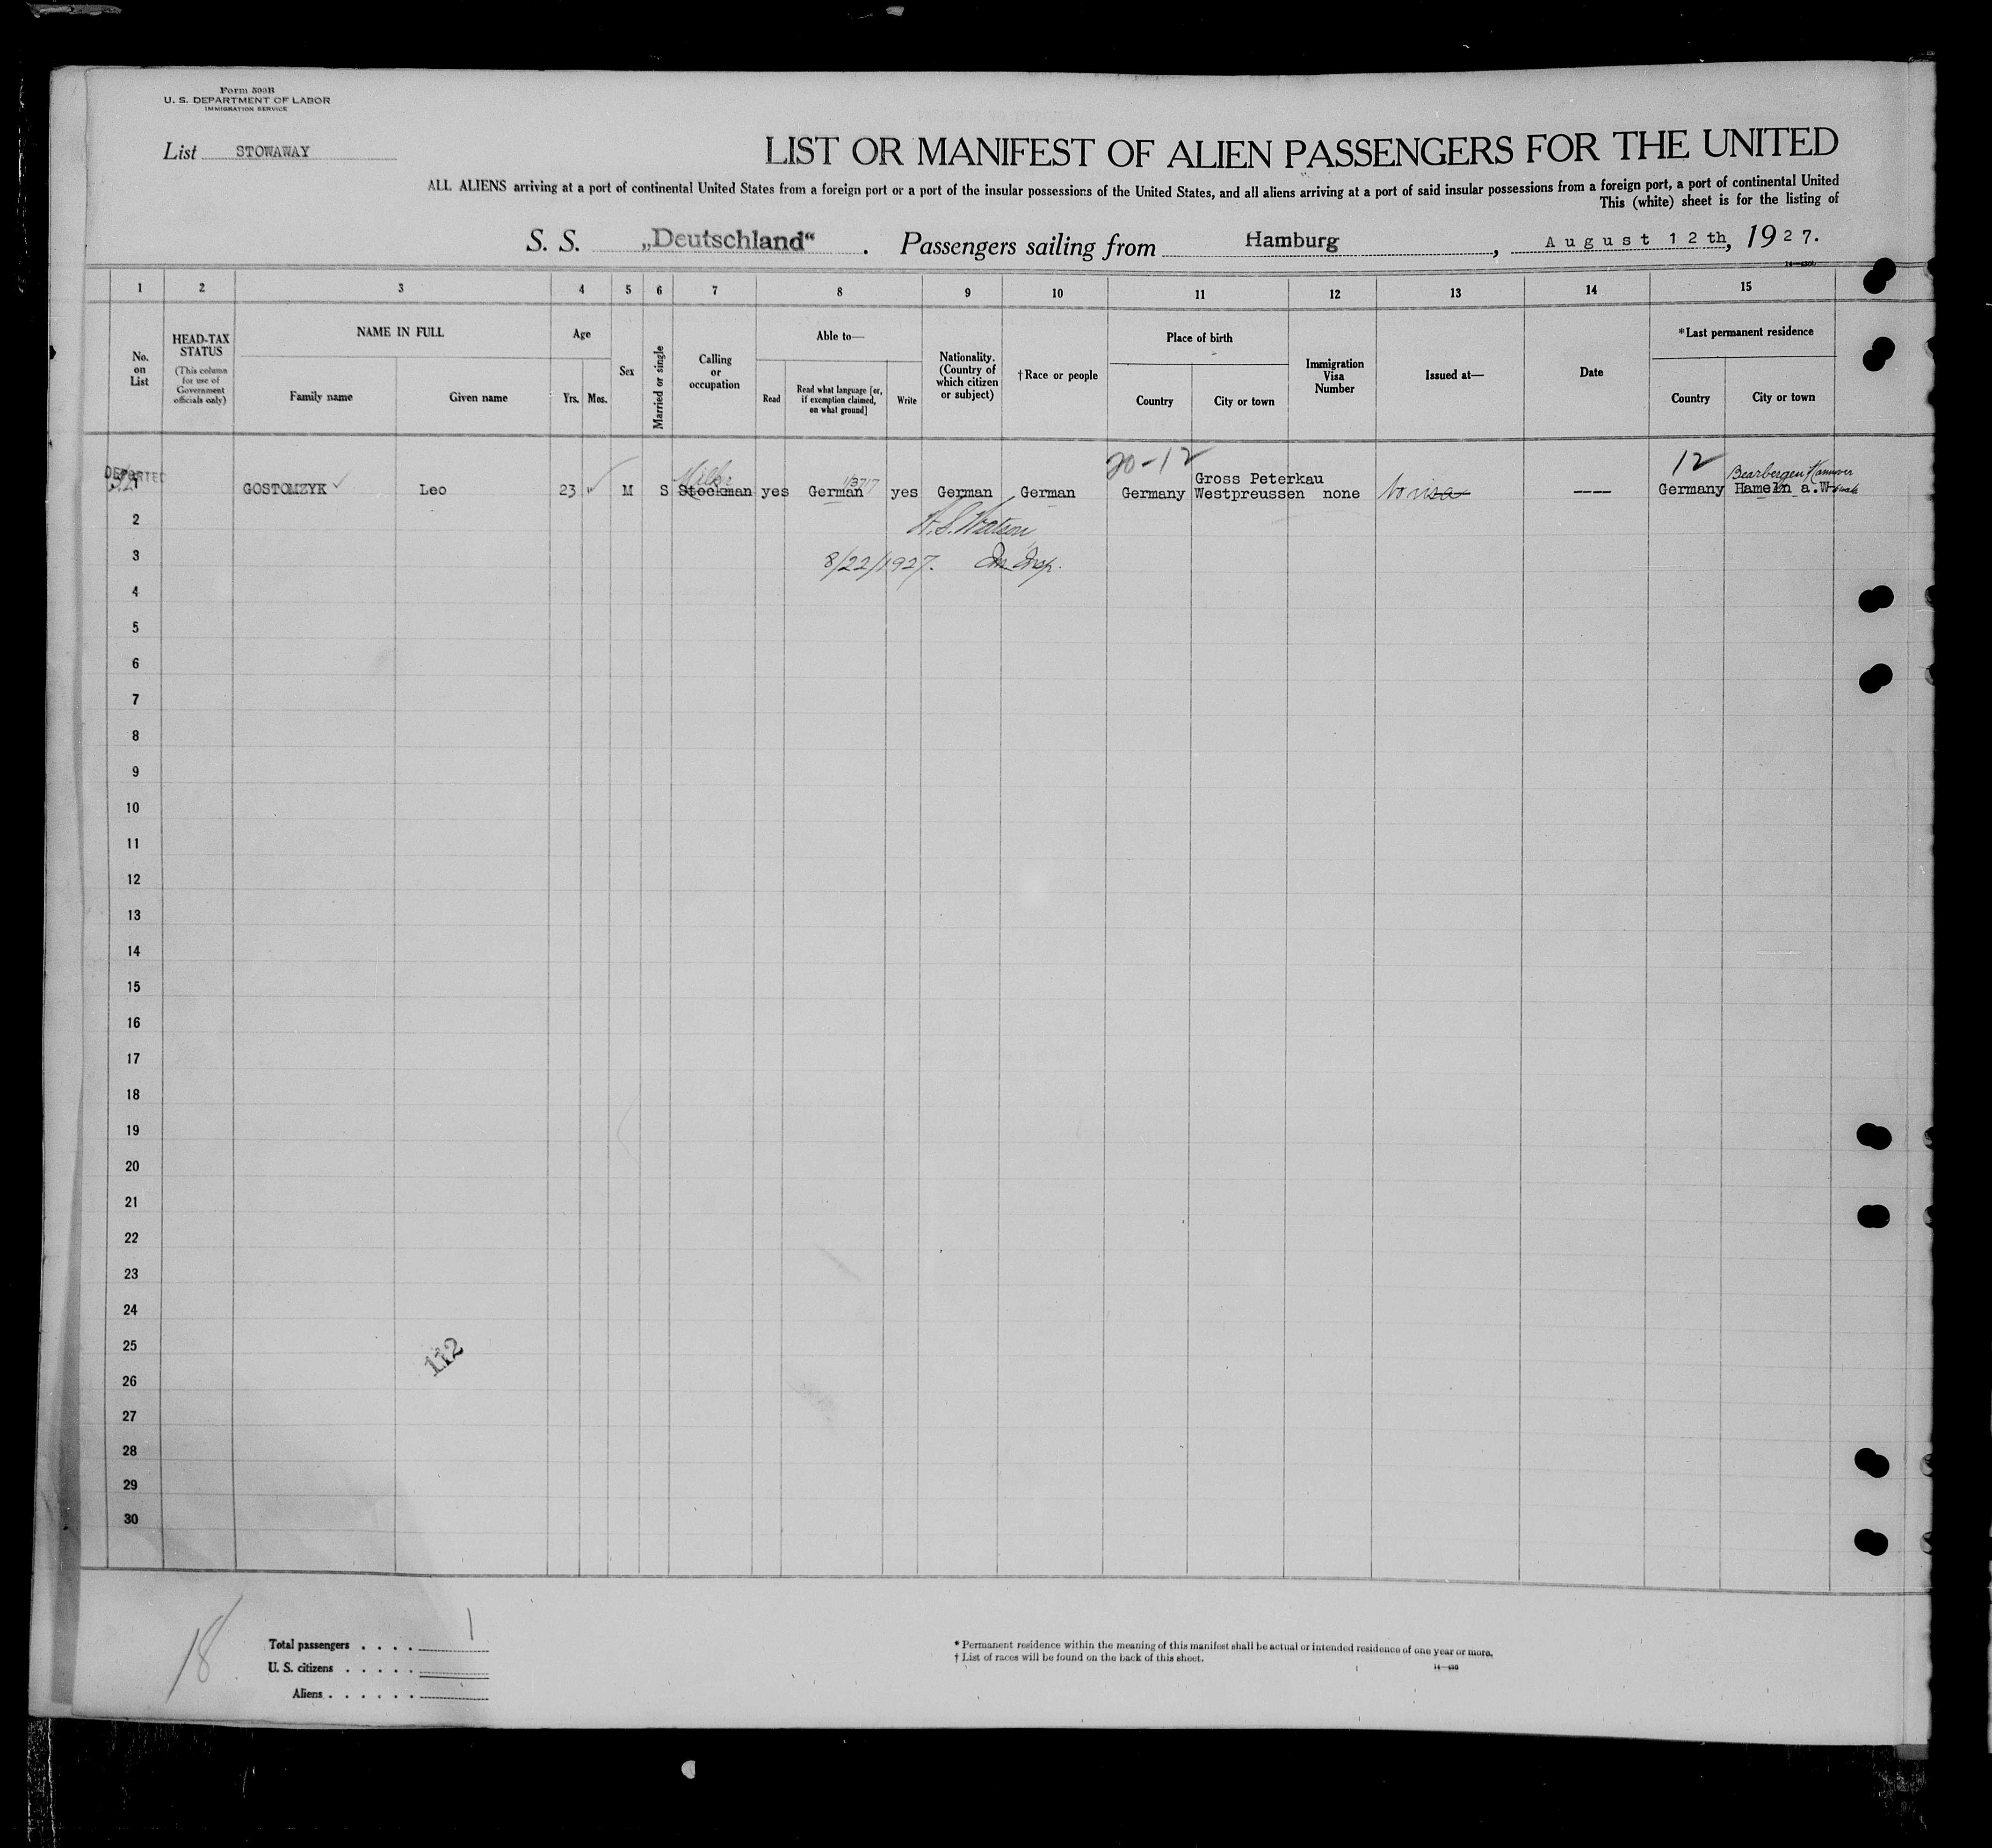 Form 500B
U. S. DEPARTMENT OF LABOR
IMMIGRATION SERVICE
List STOWAWAY
LIST OR MANIFEST OF ALIEN PASSENGERS FOR THE UNITED
ALL ALIENS arriving at a port of continental United States from a foreign port or a port of the insular possessions of the United States, and all aliens arriving at a port of said insular possessions from a foreign port, a port of continental United
This (white) sheet is for the listing of
S. S. „Deutschland“. Passengers sailing from Hamburg, August 12th, 1927.
1 2 3 4 5 6 7 8 9 10 11 12 13 14 15
No. on List
HEAD-TAX STATUS
(This column for use of Government officials only)
NAME IN FULL
Family name Given name
Age
Yrs. Mos.
Sex
Married or single
Calling or occupation
Able to—
Read
Read what language [or, if exemption claimed, on what ground]
Write
Nationality. (Country of which citizen or subject)
†Race or people
Place of birth
Country City or town
Immigration Visa Number
Issued at—
Date
*Last permanent residence
Country City or town
20-12 12
DEPORTED
Gross Peterkau Hannover
1 GOSTOMZYK Leo 23 M S Stockman yes German yes German German Germany Westpreussen none No visa ---- Germany Hameln a.W
2 W.S. Watson
3 8/22/1927. Im Insp.
4
5
6
7
8
9
10
11
12
13
14
15
16
17
18
19
20
21
22
23
24
25
112
26
27
28
29
30
18
Total passengers . . . . 1
U. S. citizens . . . . .
Aliens . . . . . .
* Permanent residence within the meaning of this manifest shall be actual or intended residence of one year or more.
† List of races will be found on the back of this sheet.